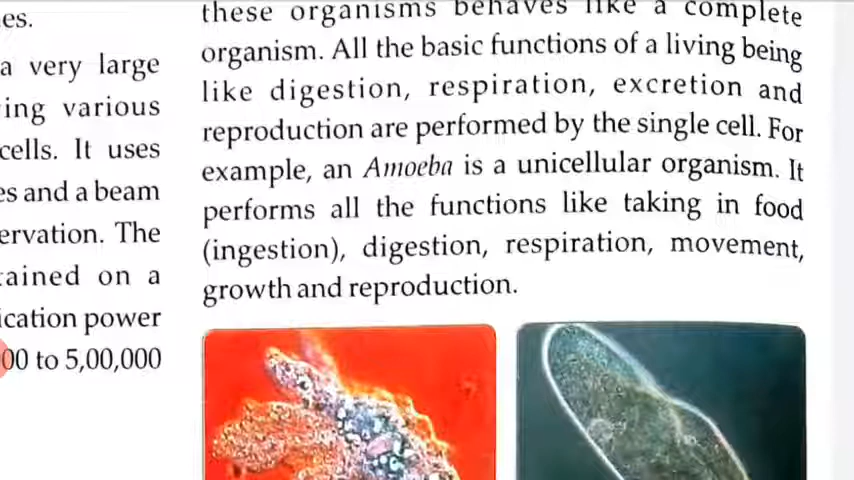 es.
a very large
ing various
cells. It uses
es and a beam
ervation. The
tained on a
ication power
00 to 5,00,000
these organisms behaves like a complete
organism. All the basic functions of a living being
like digestion, respiration, excretion and
reproduction are performed by the single cell. For
example, an Amoeba is a unicellular organism. It
performs all the functions like taking in food
(ingestion), digestion, respiration, movement,
growth and reproduction.